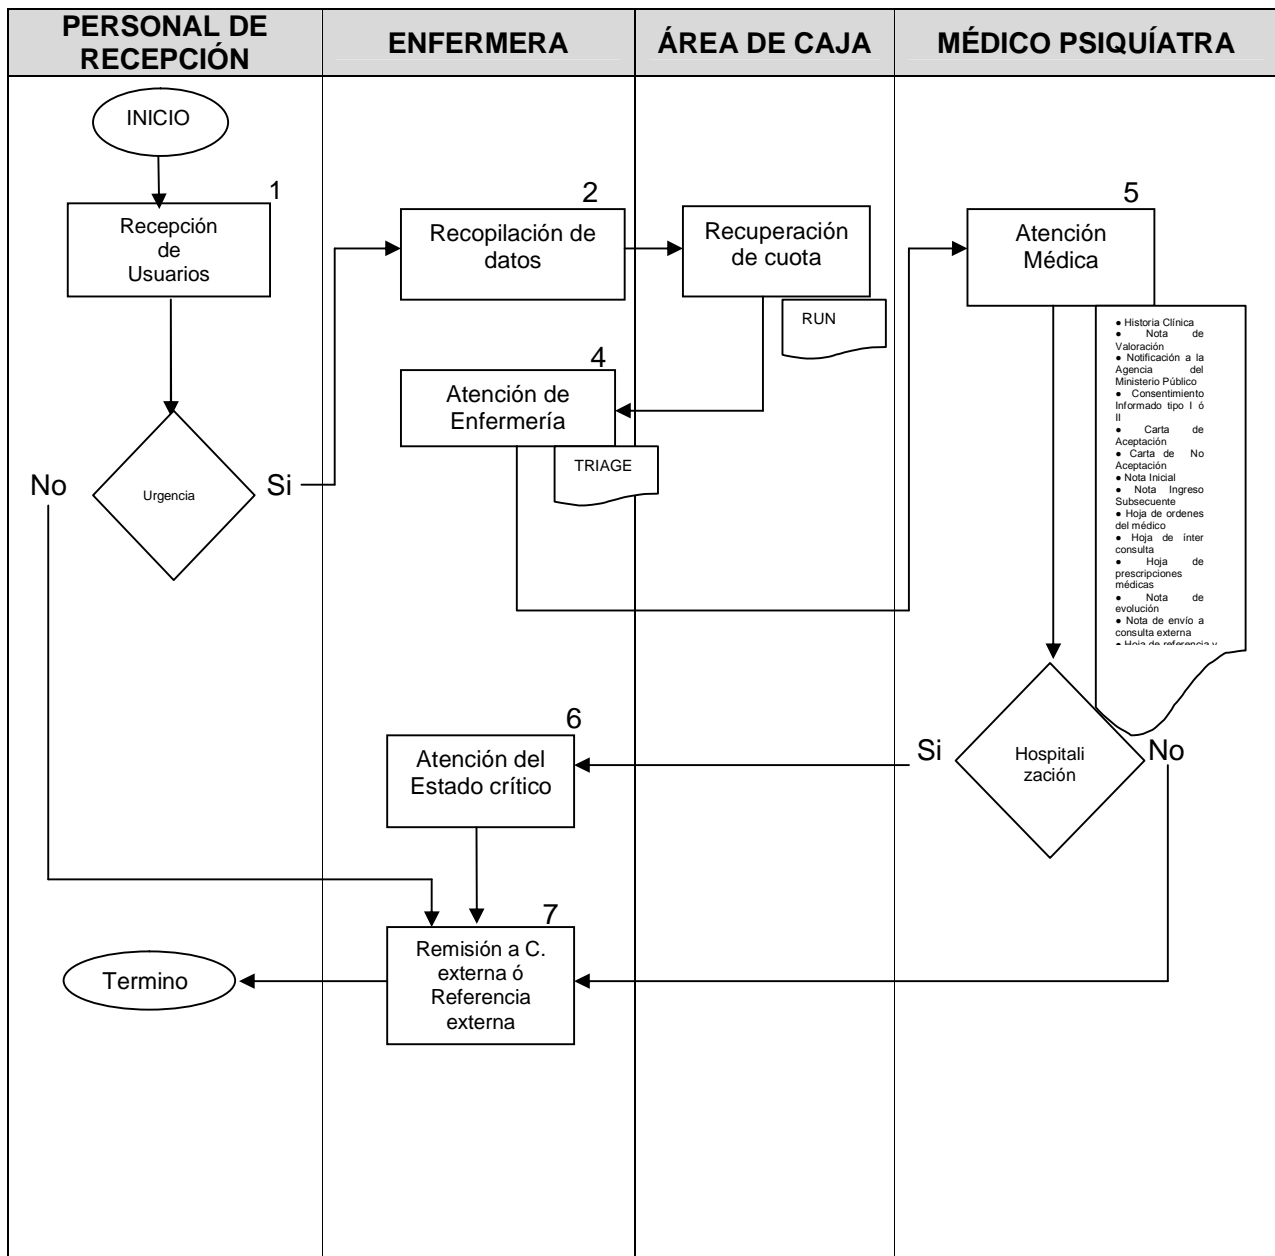 PERSONAL DE
RECEPCIÓN
ENFERMERA
ÁREA DE CAJA
MÉDICO PSIQUÍATRA
INICIO
1
Recepción
de
Usuarios
2
Recopilación de
datos
Recuperación
de cuota
RUN
5
Atención
Médica
● Historia Clínica
● Nota de
Valoración
● Notificación a la
Agencia del
Ministerio Público
● Consentimiento
Informado tipo I ó
II
● Carta de
Aceptación
● Carta de No
Aceptación
● Nota Inicial
● Nota Ingreso
Subsecuente
● Hoja de ordenes
del médico
● Hoja de ínter
consulta
● Hoja de
prescripciones
médicas
● Nota de
evolución
● Nota de envío a
consulta externa
● Hoja de referencia y
4
Atención de
Enfermería
TRIAGE
No
Urgencia
Si
6
Atención del
Estado crítico
Si
Hospitali
zación
No
7
Remisión a C.
externa ó
Referencia
externa
Termino